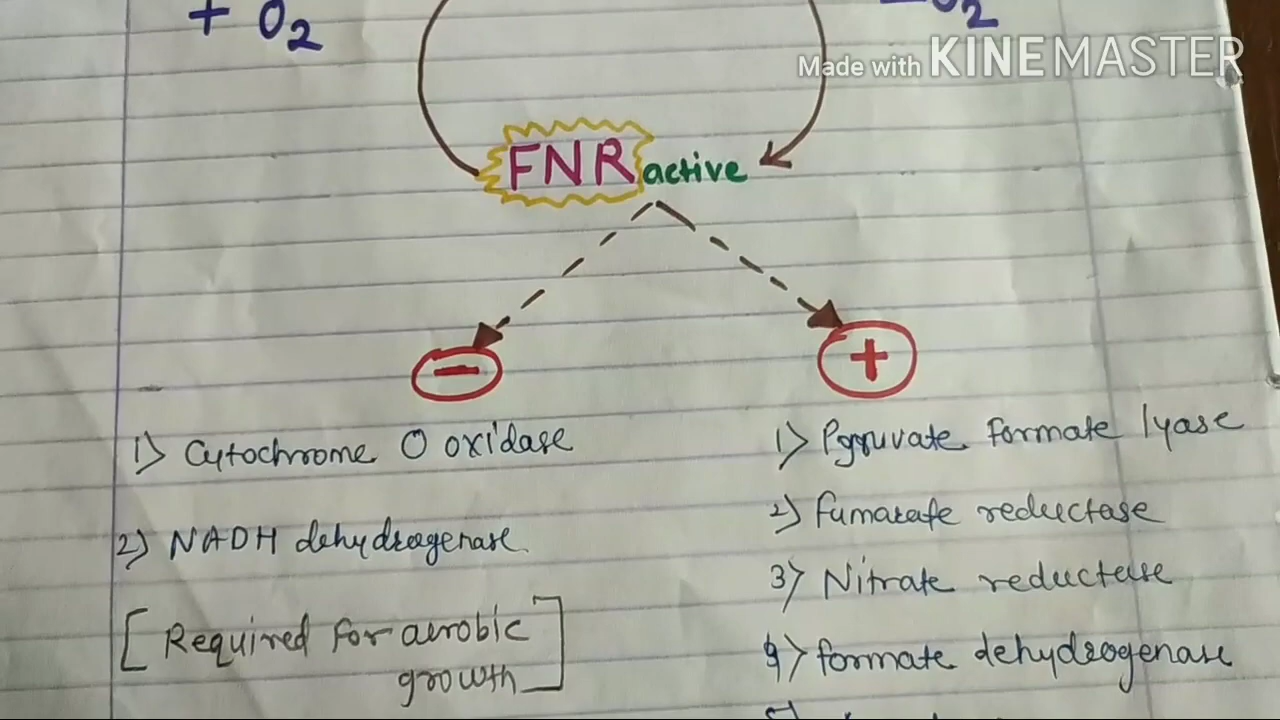 + O2
- O2
Made with KINEMASTER
FNR active
-
+
1) Cytochrome O oxidase
2) NADH dehydrogenase
[Required for aerobic
growth]
1) Pyruvate formate lyase
2) fumarate reductase
3) Nitrate reductase
4) formate dehydrogenase